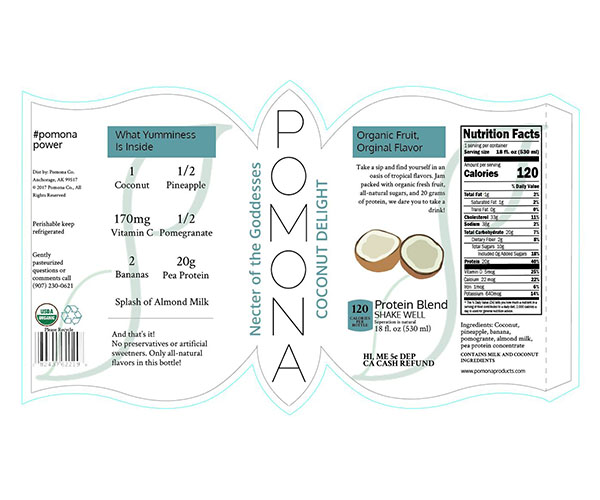 #pomona
power
Dist by: Pomona Co.
Anchorage, AK 99517
© 2017 Pomona Co., All
Rights Reserved
Perishable keep
refrigerated
Gently
pasteurized
questions or
comments call
(907) 230-0621
USDA
ORGANIC
Please Recycle
What Yumminess
Is Inside
1
Coconut
1/2
Pineapple
170mg
Vitamin C
1/2
Pomegranate
2
Bananas
20g
Pea Protein
Splash of Almond Milk
And that's it!
No preservatives or artificial
sweetners. Only all-natural
flavors in this bottle!
Necter of the Goddesses
POMONA
COCONUT DELIGHT
Organic Fruit,
Orginal Flavor
Take a sip and find yourself in an
oasis of tropical flavors. Jam
packed with organic fresh fruit,
all-natural sugars, and 20 grams
of protein, we dare you to take a
drink!
120
CALORIES
PER
BOTTLE
Protein Blend
SHAKE WELL
Seperation is natural
18 fl. oz (530 ml)
HI, ME 5¢ DEP
CA CASH REFUND
Nutrition Facts
1 serving per container
Serving size 18 fl. oz (530 ml)
Amount per serving
Calories 120
% Daily Value
Total Fat 1g 2%
Saturated Fat 1g 2%
Trans Fat 0g 0%
Cholesterol 33g 11%
Sodium 38g 2%
Total Carbohydrate 20g 7%
Dietary Fiber 2g 8%
Total Sugars 10g
Includes 0g Added Sugars 18%
Protein 20g 40%
Vitamin D 5mcg 25%
Calcium 22 mcg 22%
Iron 1mcg 6%
Potassium 640mcg 14%
Ingredients: Coconut,
pineapple, banana,
pomogrante, almond milk,
pea protein concentrate
CONTAINS MILK AND COCONUT
INGREDIENTS
www.pomonaproducts.com